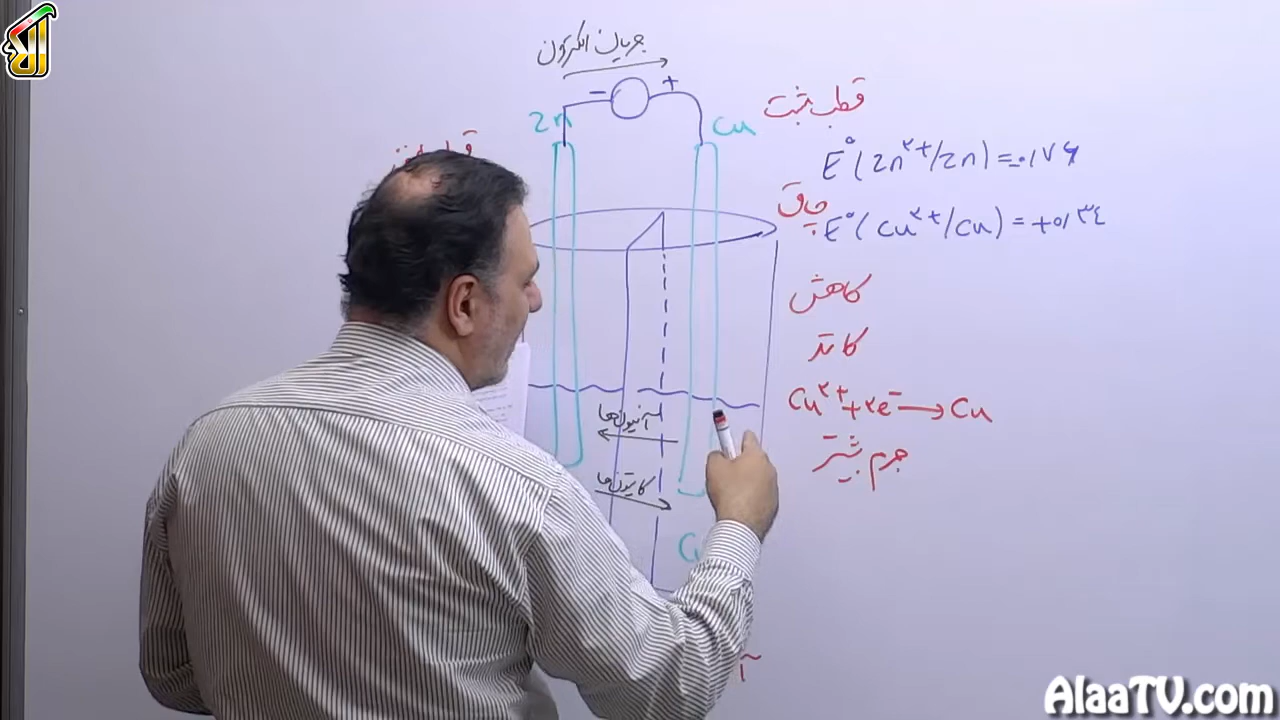 آلاء
جریان الکترون
− +
Zn
Cu
قطب مثبت
E°(Zn²⁺/Zn) = -۰/۷۶
چاق
E°(Cu²⁺/Cu) = +۰/۳۴
کاهش
کاتد
Cu²⁺ + ۲e⁻ → Cu
آنیون‌ها
جرم بیشتر
کاتیون‌ها
AlaaTV.com